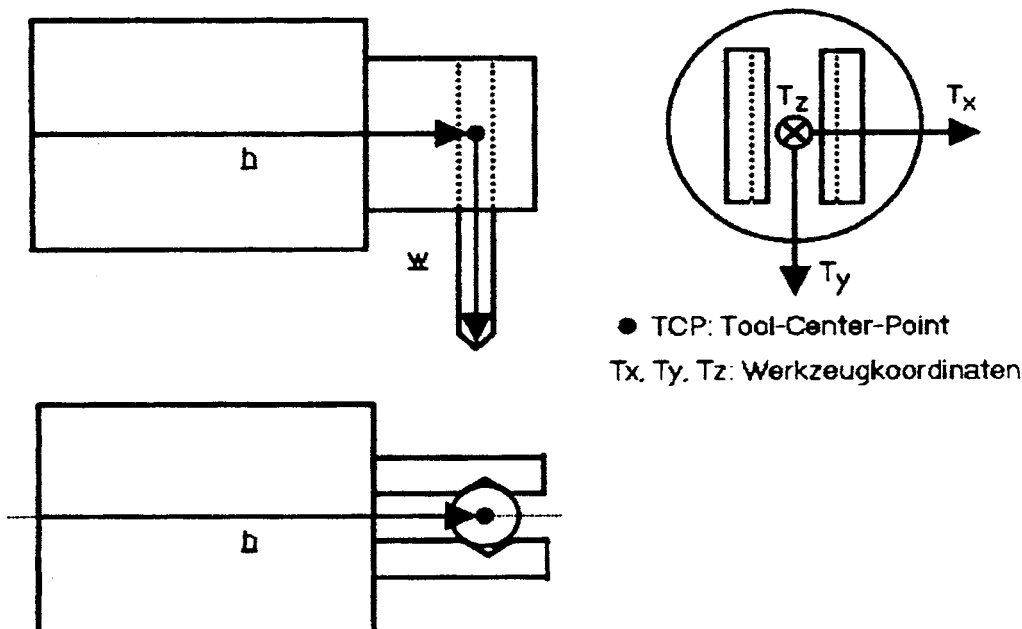 h
w
Tz
Tx
Ty
TCP: Tool-Center-Point
Tx, Ty, Tz: Werkzeugkoordinaten
h